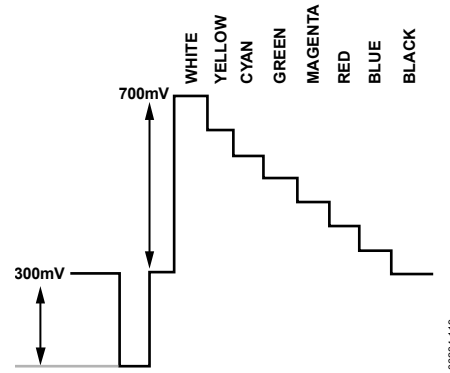 WHITE
YELLOW
CYAN
GREEN
MAGENTA
RED
BLUE
BLACK
700mV
300mV